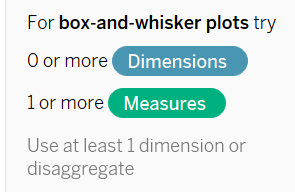 For box-and-whisker plots try
0 or more Dimensions
1 or more Measures
Use at least 1 dimension or
disaggregate